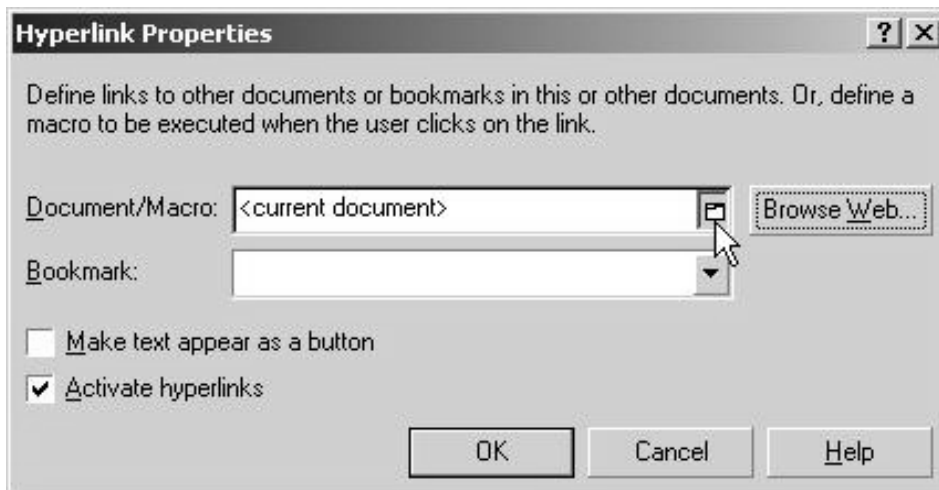 Hyperlink Properties
Define links to other documents or bookmarks in this or other documents. Or, define a
macro to be executed when the user clicks on the link.
Document/Macro: <current document> Browse Web...
Bookmark:
Make text appear as a button
Activate hyperlinks
OK Cancel Help